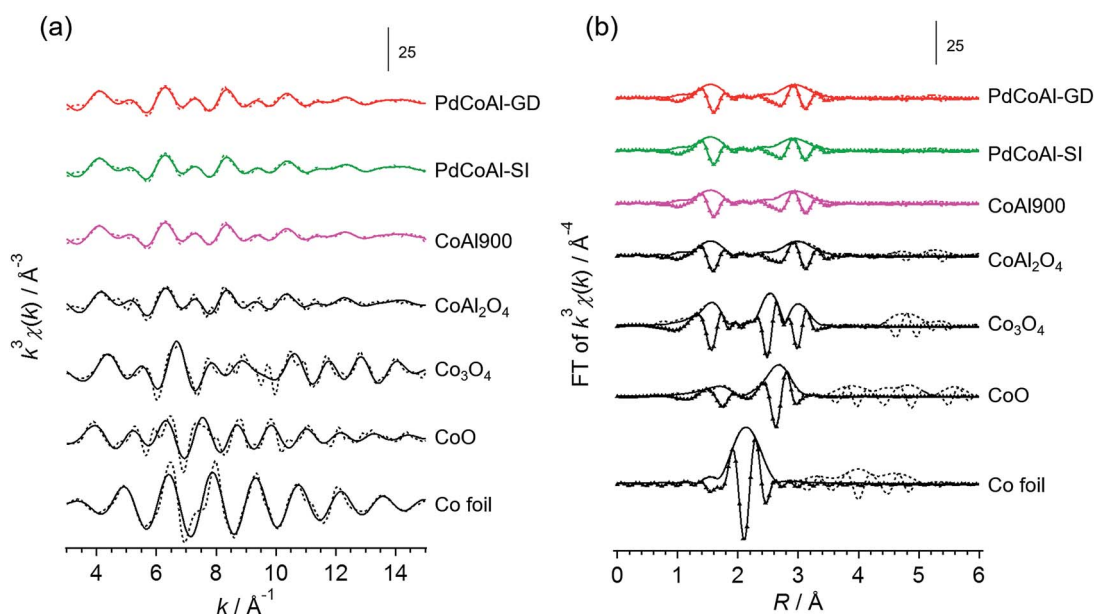 (a)
25
PdCoAl-GD
PdCoAl-SI
CoAl900
CoAl₂O₄
Co₃O₄
CoO
Co foil
k³ χ(k) / Å⁻³
4 6 8 10 12 14
k / Å⁻¹
(b)
25
PdCoAl-GD
PdCoAl-SI
CoAl900
CoAl₂O₄
Co₃O₄
CoO
Co foil
FT of k³ χ(k) / Å⁻⁴
0 1 2 3 4 5 6
R / Å